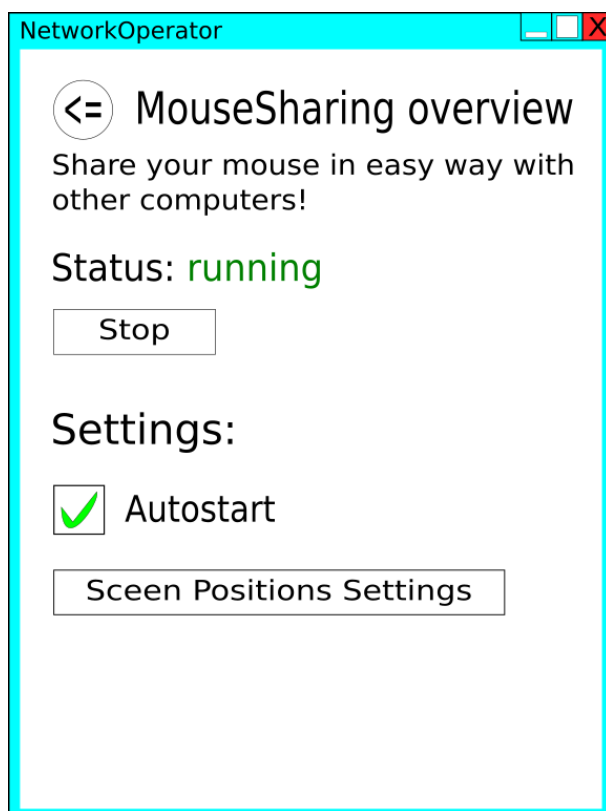 NetworkOperator
X
<= MouseSharing overview
Share your mouse in easy way with
other computers!
Status: running
Stop
Settings:
Autostart
Sceen Positions Settings